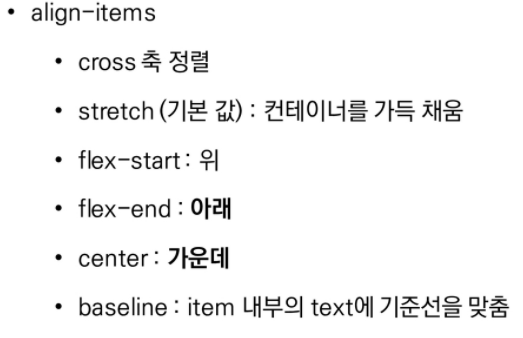 • align-items
• cross 축 정렬
• stretch (기본 값) : 컨테이너를 가득 채움
• flex-start : 위
• flex-end : 아래
• center : 가운데
• baseline : item 내부의 text에 기준선을 맞춤